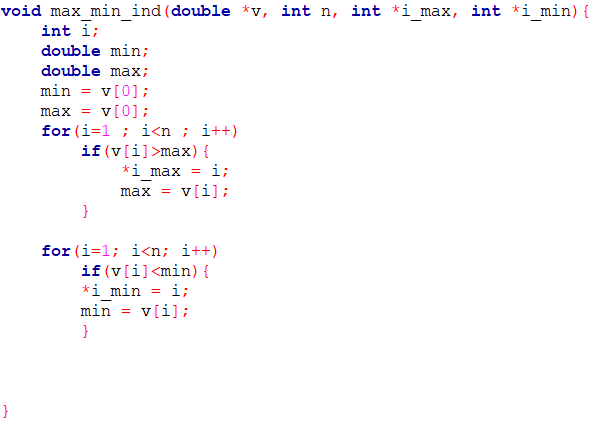 void max_min_ind(double *v, int n, int *i_max, int *i_min){
    int i;
    double min;
    double max;
    min = v[0];
    max = v[0];
    for(i=1 ; i<n ; i++)
        if(v[i]>max){
            *i_max = i;
            max = v[i];
        }

    for(i=1; i<n; i++)
        if(v[i]<min){
        *i_min = i;
        min = v[i];
        }



}